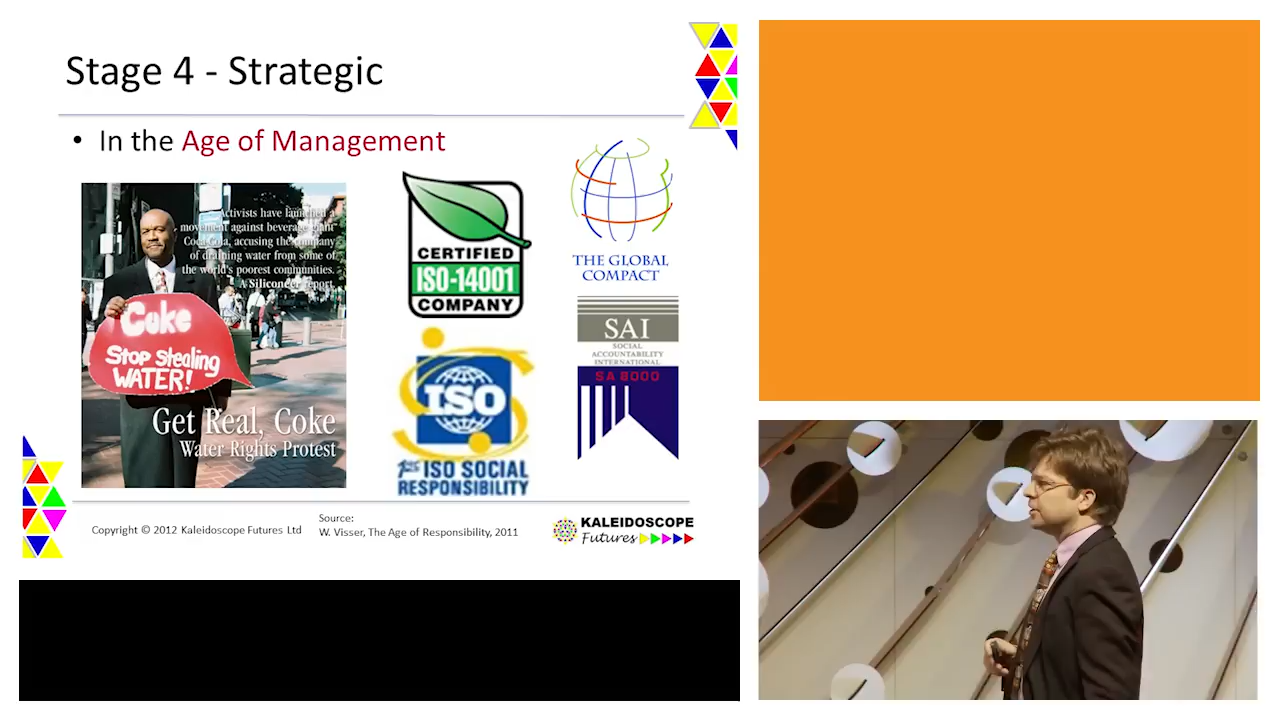 Stage 4 - Strategic
• In the Age of Management
Activists have launched a
movement against beverage giant
Coca-Cola, accusing the company
of draining water from some of
the world's poorest communities.
A Siliconeer report.
Coke
Stop Stealing
WATER!
Get Real, Coke
Water Rights Protest
CERTIFIED
ISO-14001
COMPANY
ISO
ISO SOCIAL
RESPONSIBILITY
THE GLOBAL
COMPACT
SAI
SOCIAL
ACCOUNTABILITY
INTERNATIONAL
SA 8000
Copyright © 2012 Kaleidoscope Futures Ltd
Source:
W. Visser, The Age of Responsibility, 2011
KALEIDOSCOPE
Futures